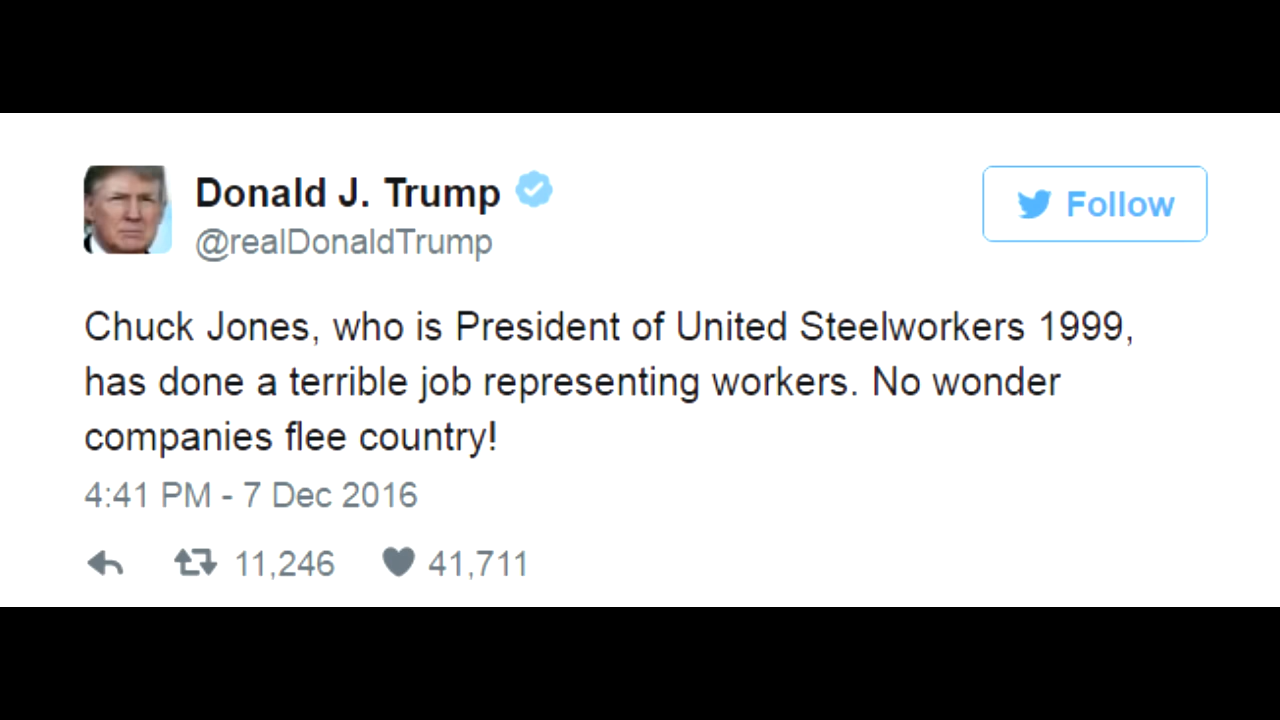 Donald J. Trump
@realDonaldTrump
Follow
Chuck Jones, who is President of United Steelworkers 1999,
has done a terrible job representing workers. No wonder
companies flee country!
4:41 PM - 7 Dec 2016
11,246 41,711